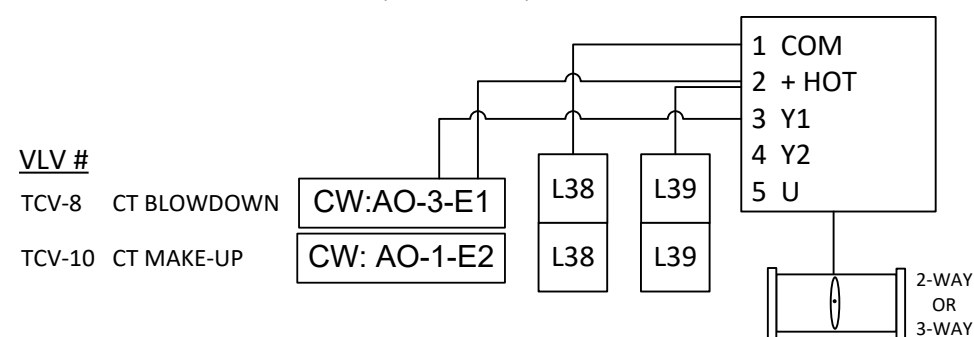 1 COM
2 + HOT
3 Y1
4 Y2
5 U
VLV #
TCV-8 CT BLOWDOWN CW:AO-3-E1 L38 L39
TCV-10 CT MAKE-UP CW: AO-1-E2 L38 L39
2-WAY
OR
3-WAY